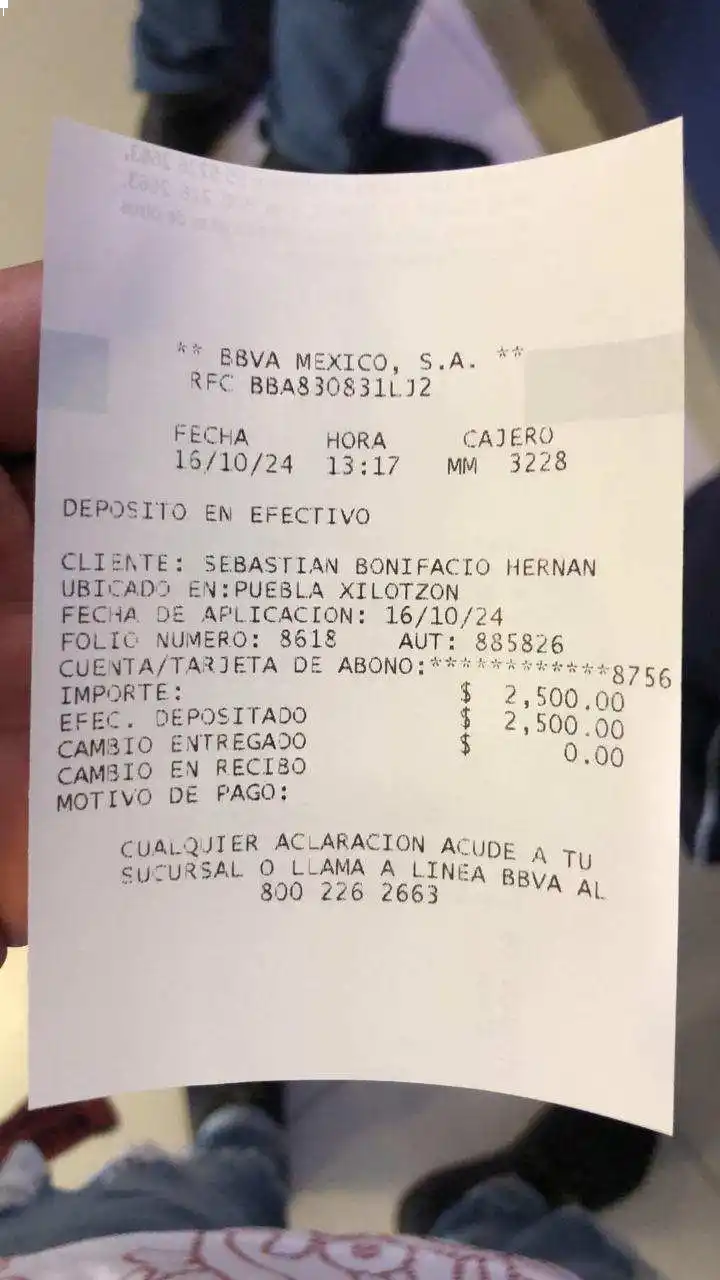 ** BBVA MEXICO, S.A. **
RFC BBA830831LJ2
FECHA HORA CAJERO
16/10/24 13:17 MM 3228
DEPOSITO EN EFECTIVO
CLIENTE: SEBASTIAN BONIFACIO HERNAN
UBICADO EN:PUEBLA XILOTZON
FECHA DE APLICACION: 16/10/24
FOLIO NUMERO: 8618 AUT: 885826
CUENTA/TARJETA DE ABONO:************8756
IMPORTE: $ 2,500.00
EFEC. DEPOSITADO $ 2,500.00
CAMBIO ENTREGADO $ 0.00
CAMBIO EN RECIBO
MOTIVO DE PAGO:
CUALQUIER ACLARACION ACUDE A TU
SUCURSAL O LLAMA A LINEA BBVA AL
800 226 2663